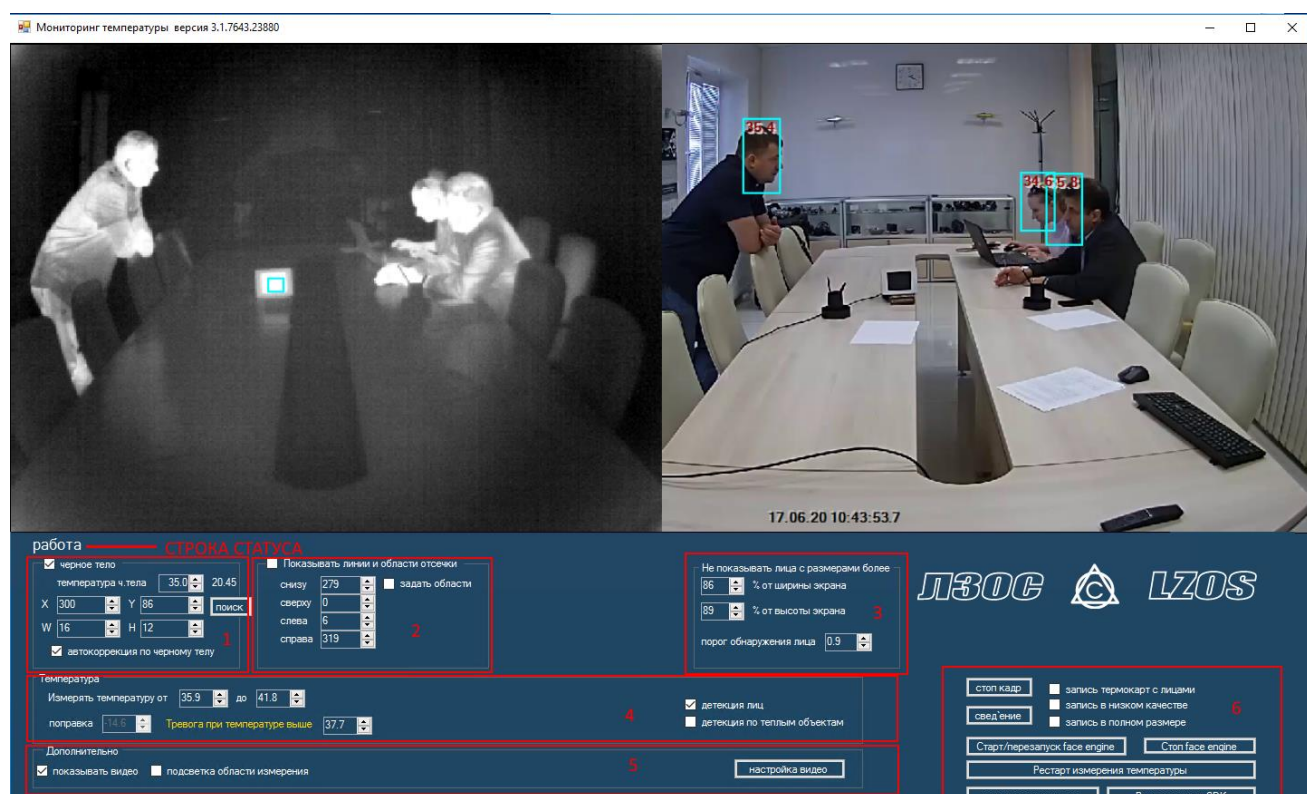 Мониторинг температуры версия 3.1.7643.23880
35.4
34.6 5.8
17.06.20 10:43:53.7
работа
СТРОКА СТАТУСА
черное тело
температура ч.тела 35.0 20.45
X 300 Y 86 поиск
W 16 H 12
автокоррекция по черному телу
1
Показывать линии и области отсечки
снизу 279 задать области
сверху 0
слева 6
справа 319
2
Не показывать лица с размерами более
86 % от ширины экрана
89 % от высоты экрана
порог обнаружения лица 0.9
3
ЛЗОС LZOS
Температура
Измерять температуру от 35.9 до 41.8
поправка -14.6 Тревога при температуре выше 37.7
детекция лиц
детекция по теплым объектам
4
Дополнительно
показывать видео подсветка области измерения
настройка видео
5
стоп кадр запись термокарт с лицами
запись в низком качестве
свед`ение запись в полном размере
6
Старт/перезапуск face engine Стоп face engine
Рестарт измерения температуры